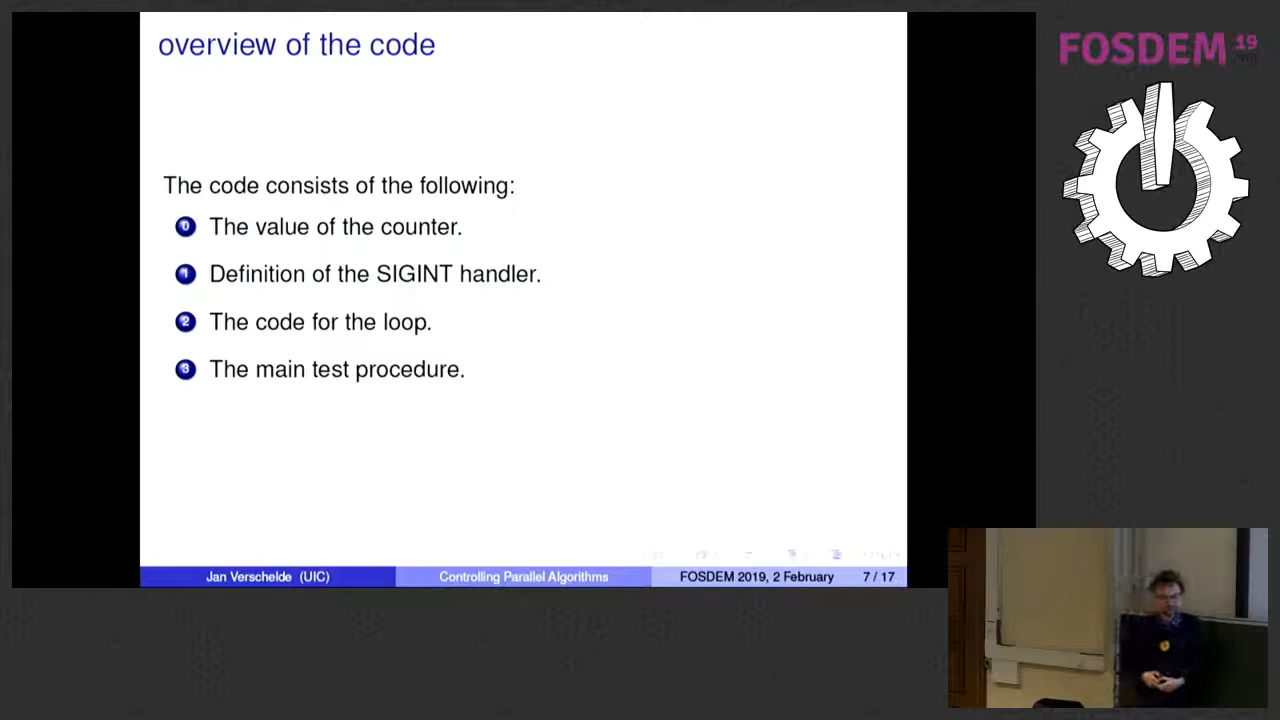 overview of the code
FOSDEM 19
The code consists of the following:
0 The value of the counter.
1 Definition of the SIGINT handler.
2 The code for the loop.
3 The main test procedure.
Jan Verschelde (UIC) Controlling Parallel Algorithms FOSDEM 2019, 2 February 7 / 17